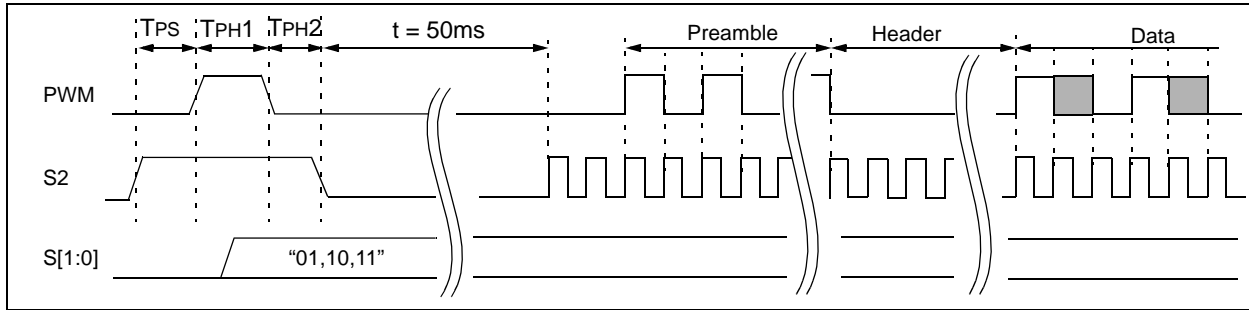 TPS TPH1 TPH2 t = 50ms Preamble Header Data
PWM
S2
S[1:0] “01,10,11”